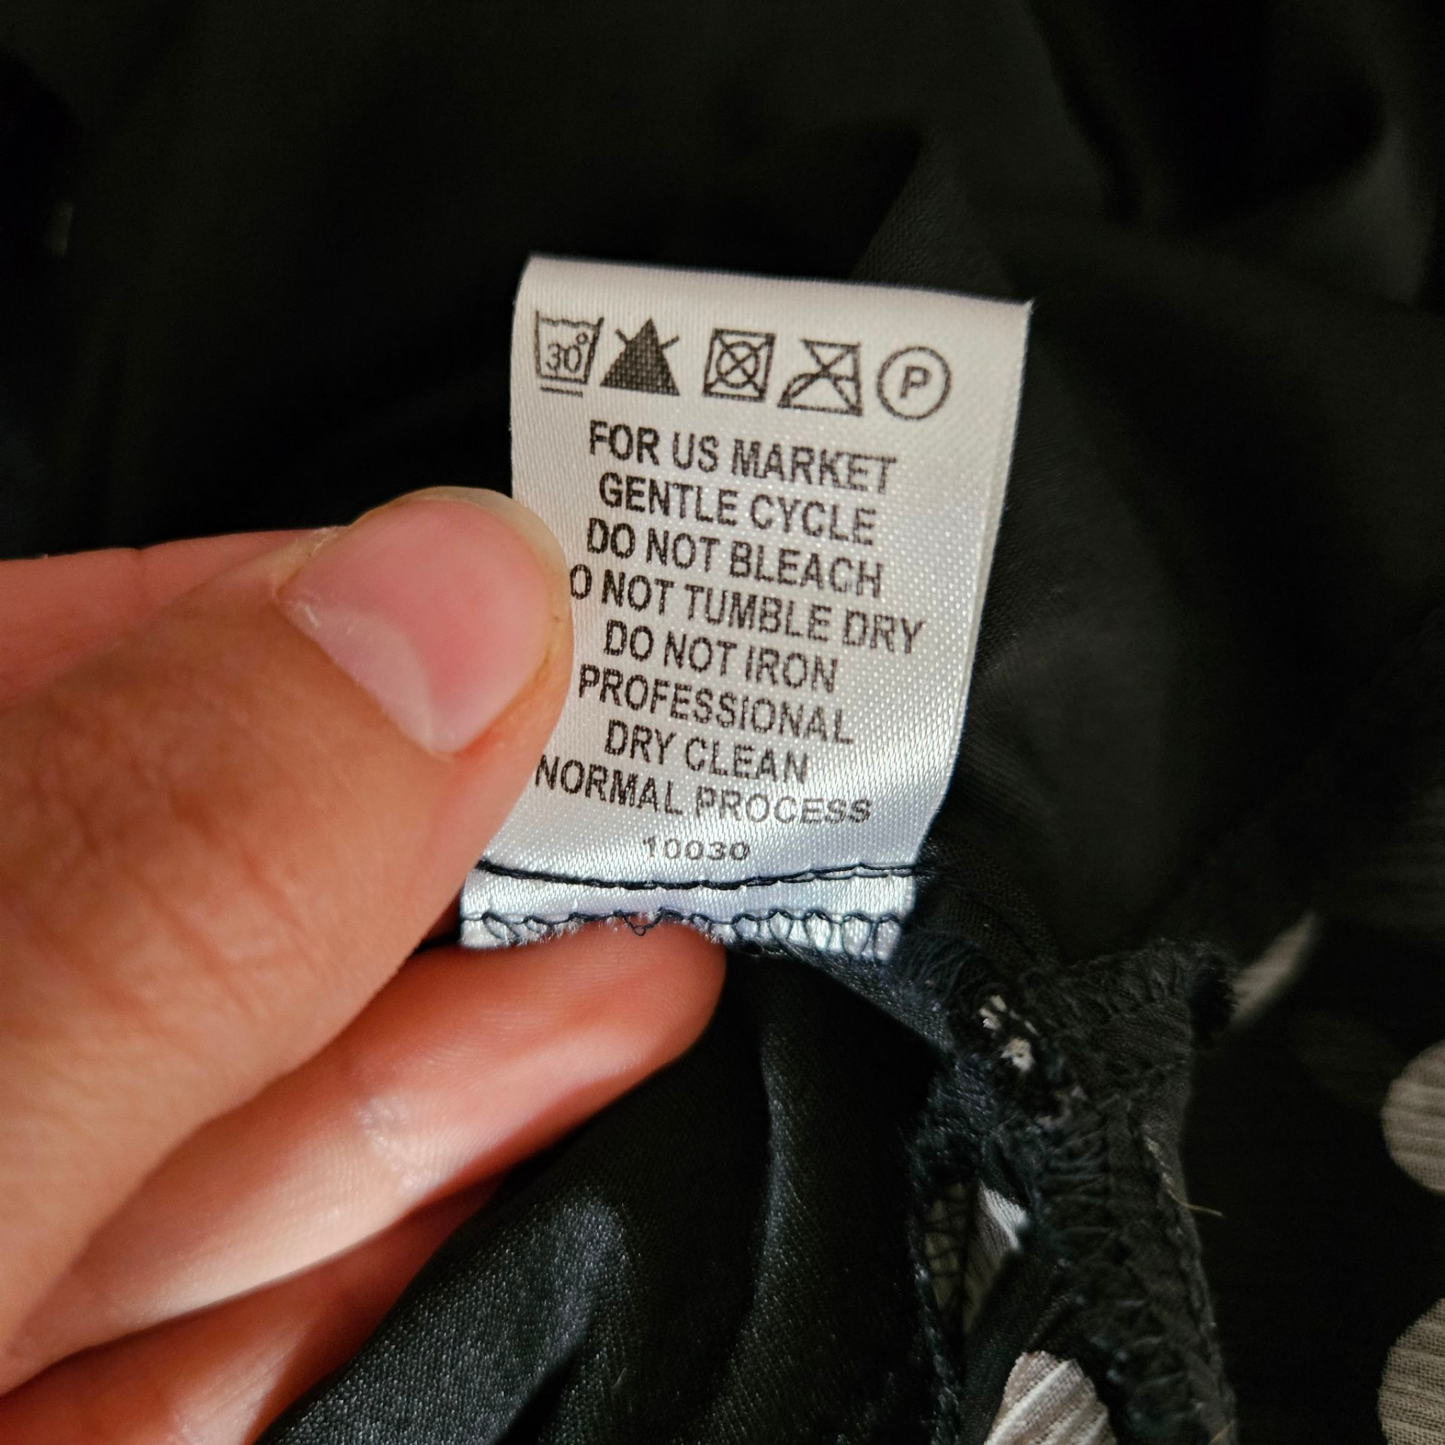 30°
P
FOR US MARKET
GENTLE CYCLE
DO NOT BLEACH
O NOT TUMBLE DRY
DO NOT IRON
PROFESSIONAL
DRY CLEAN
NORMAL PROCESS
10030